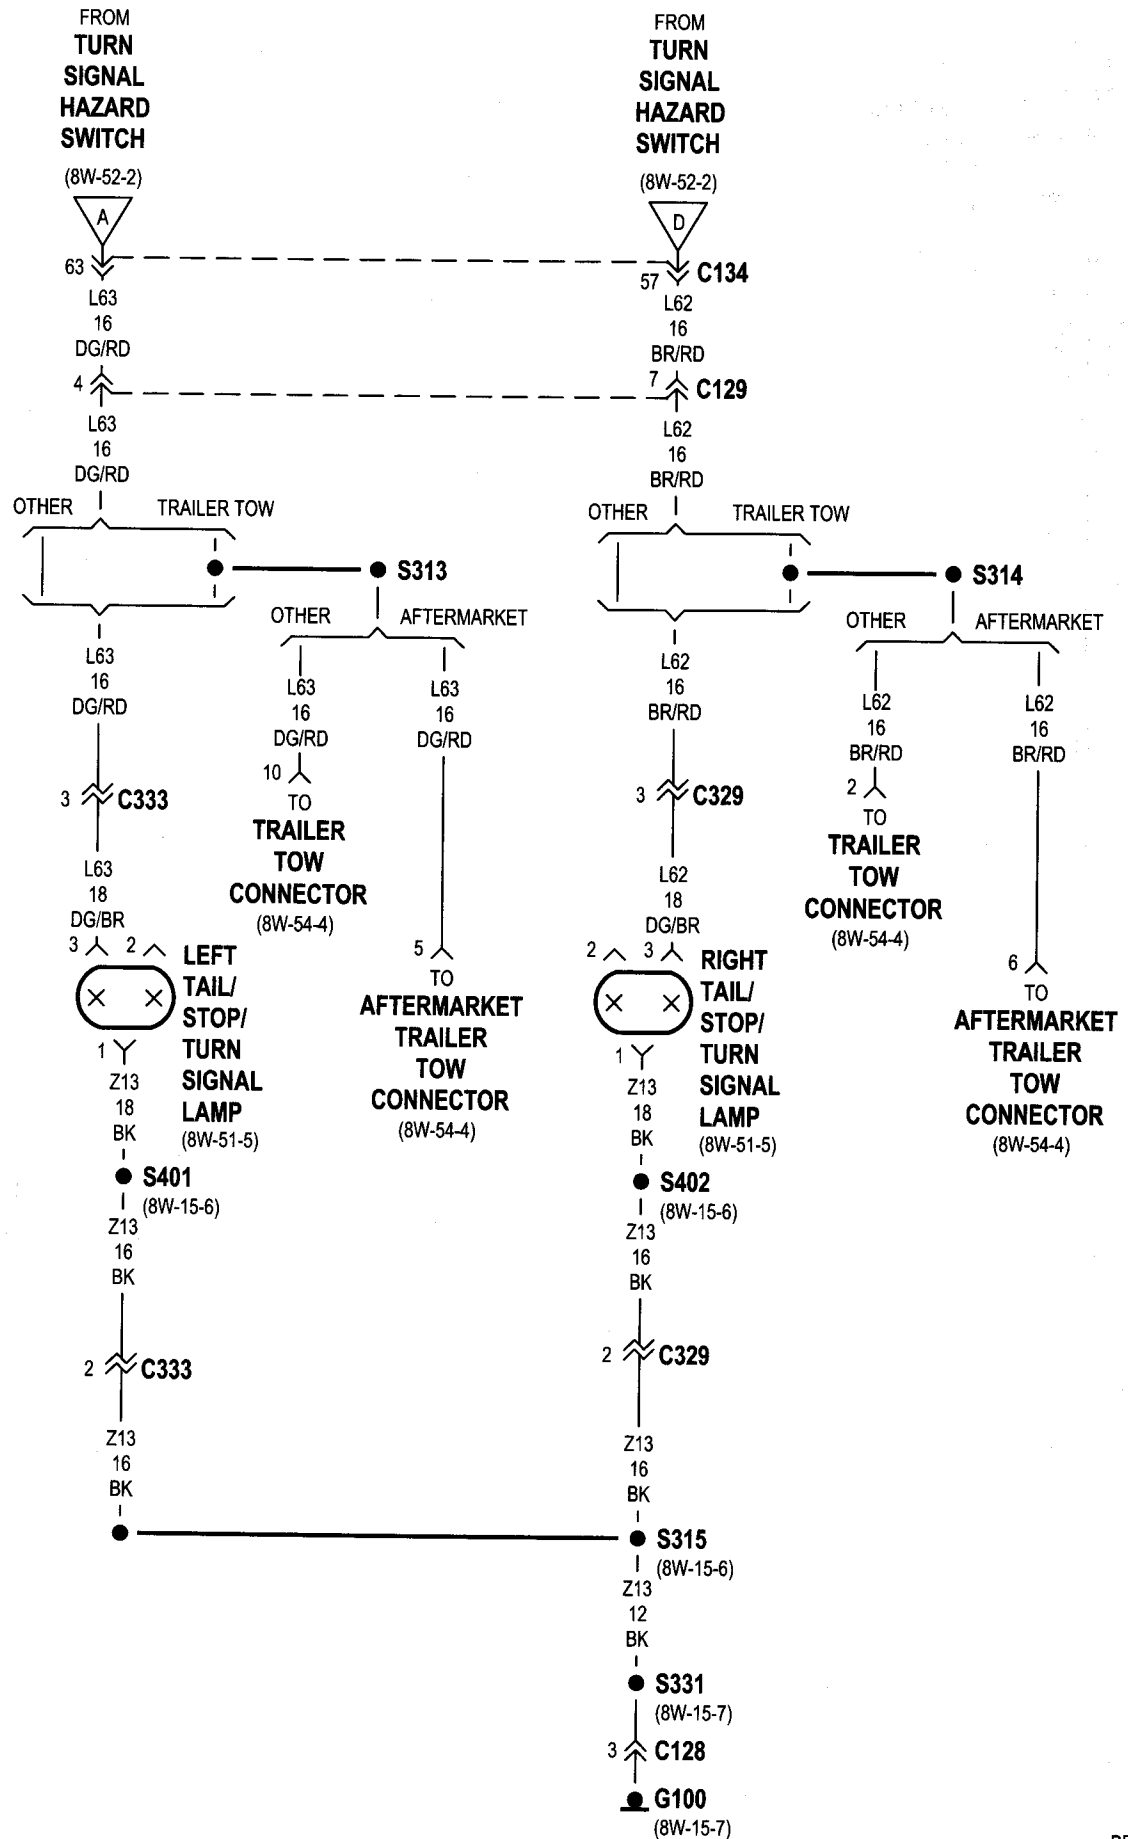 FROM
TURN
SIGNAL
HAZARD
SWITCH
(8W-52-2)
A
63
L63
16
DG/RD
4
L63
16
DG/RD
OTHER
TRAILER TOW
S313
OTHER
AFTERMARKET
L63
16
DG/RD
L63
16
DG/RD
10
TO
TRAILER
TOW
CONNECTOR
(8W-54-4)
L63
16
DG/RD
5
TO
AFTERMARKET
TRAILER
TOW
CONNECTOR
(8W-54-4)
3
C333
L63
18
DG/BR
3
2
LEFT
TAIL/
STOP/
TURN
SIGNAL
LAMP
(8W-51-5)
1
Z13
18
BK
S401
(8W-15-6)
Z13
16
BK
2
C333
Z13
16
BK
FROM
TURN
SIGNAL
HAZARD
SWITCH
(8W-52-2)
D
57
C134
L62
16
BR/RD
7
C129
L62
16
BR/RD
OTHER
TRAILER TOW
S314
OTHER
AFTERMARKET
L62
16
BR/RD
L62
16
BR/RD
2
TO
TRAILER
TOW
CONNECTOR
(8W-54-4)
L62
16
BR/RD
6
TO
AFTERMARKET
TRAILER
TOW
CONNECTOR
(8W-54-4)
3
C329
L62
18
DG/BR
2
3
RIGHT
TAIL/
STOP/
TURN
SIGNAL
LAMP
(8W-51-5)
1
Z13
18
BK
S402
(8W-15-6)
Z13
16
BK
2
C329
Z13
16
BK
S315
(8W-15-6)
Z13
12
BK
S331
(8W-15-7)
3
C128
G100
(8W-15-7)